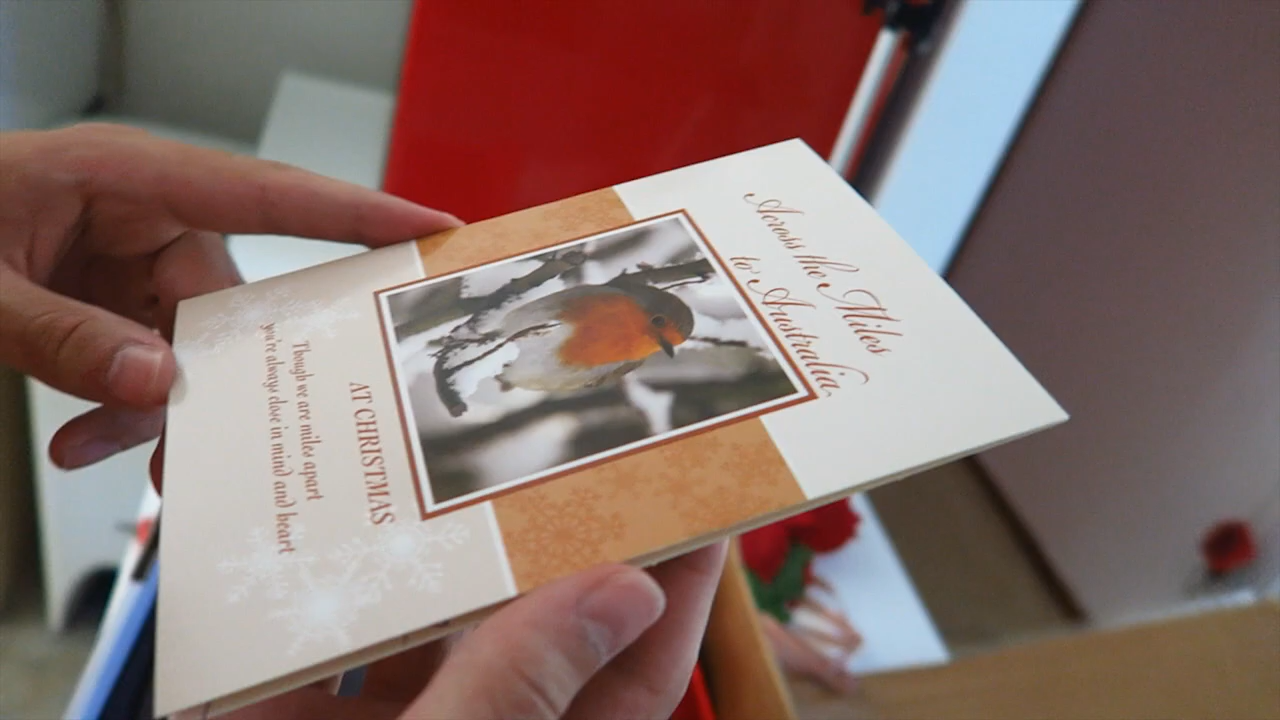 Across the Miles
to Australia
AT CHRISTMAS
Though we are miles apart
you're always close in mind and heart